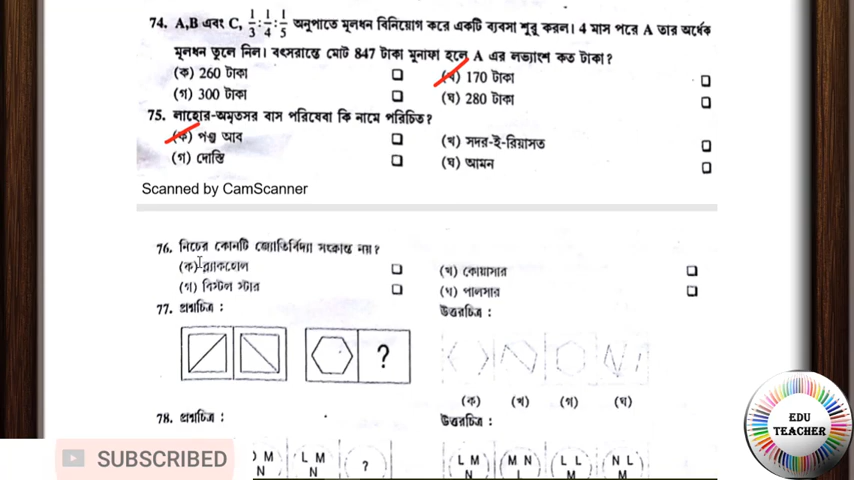 74. A,B এবং C, 1/3 : 1/4 : 1/5 অনুপাতে মূলধন বিনিয়োগ করে একটি ব্যবসা শুরু করল। 4 মাস পরে A তার অর্ধেক
মূলধন তুলে নিল। বৎসরান্তে মোট 847 টাকা মুনাফা হলে A এর লভ্যাংশ কত টাকা?
(ক) 260 টাকা (খ) 170 টাকা
(গ) 300 টাকা (ঘ) 280 টাকা
75. লাহোর-অমৃতসর বাস পরিষেবা কি নামে পরিচিত?
(ক) পঞ্জ আব (খ) সদর-ই-রিয়াসত
(গ) দোস্তি (ঘ) আমন
Scanned by CamScanner
76. নিচের কোনটি জ্যোতির্বিদ্যা সংক্রান্ত নয়?
(ক) ব্ল্যাকহোল (খ) কোয়াসার
(গ) বিস্টল স্টার (ঘ) পালসার
77. প্রশ্নচিত্র : উত্তরচিত্র :
?
(ক) (খ) (গ) (ঘ)
78. প্রশ্নচিত্র : উত্তরচিত্র :
M L M ? L M M N L L N L
N N N L M M
SUBSCRIBED
EDU
TEACHER